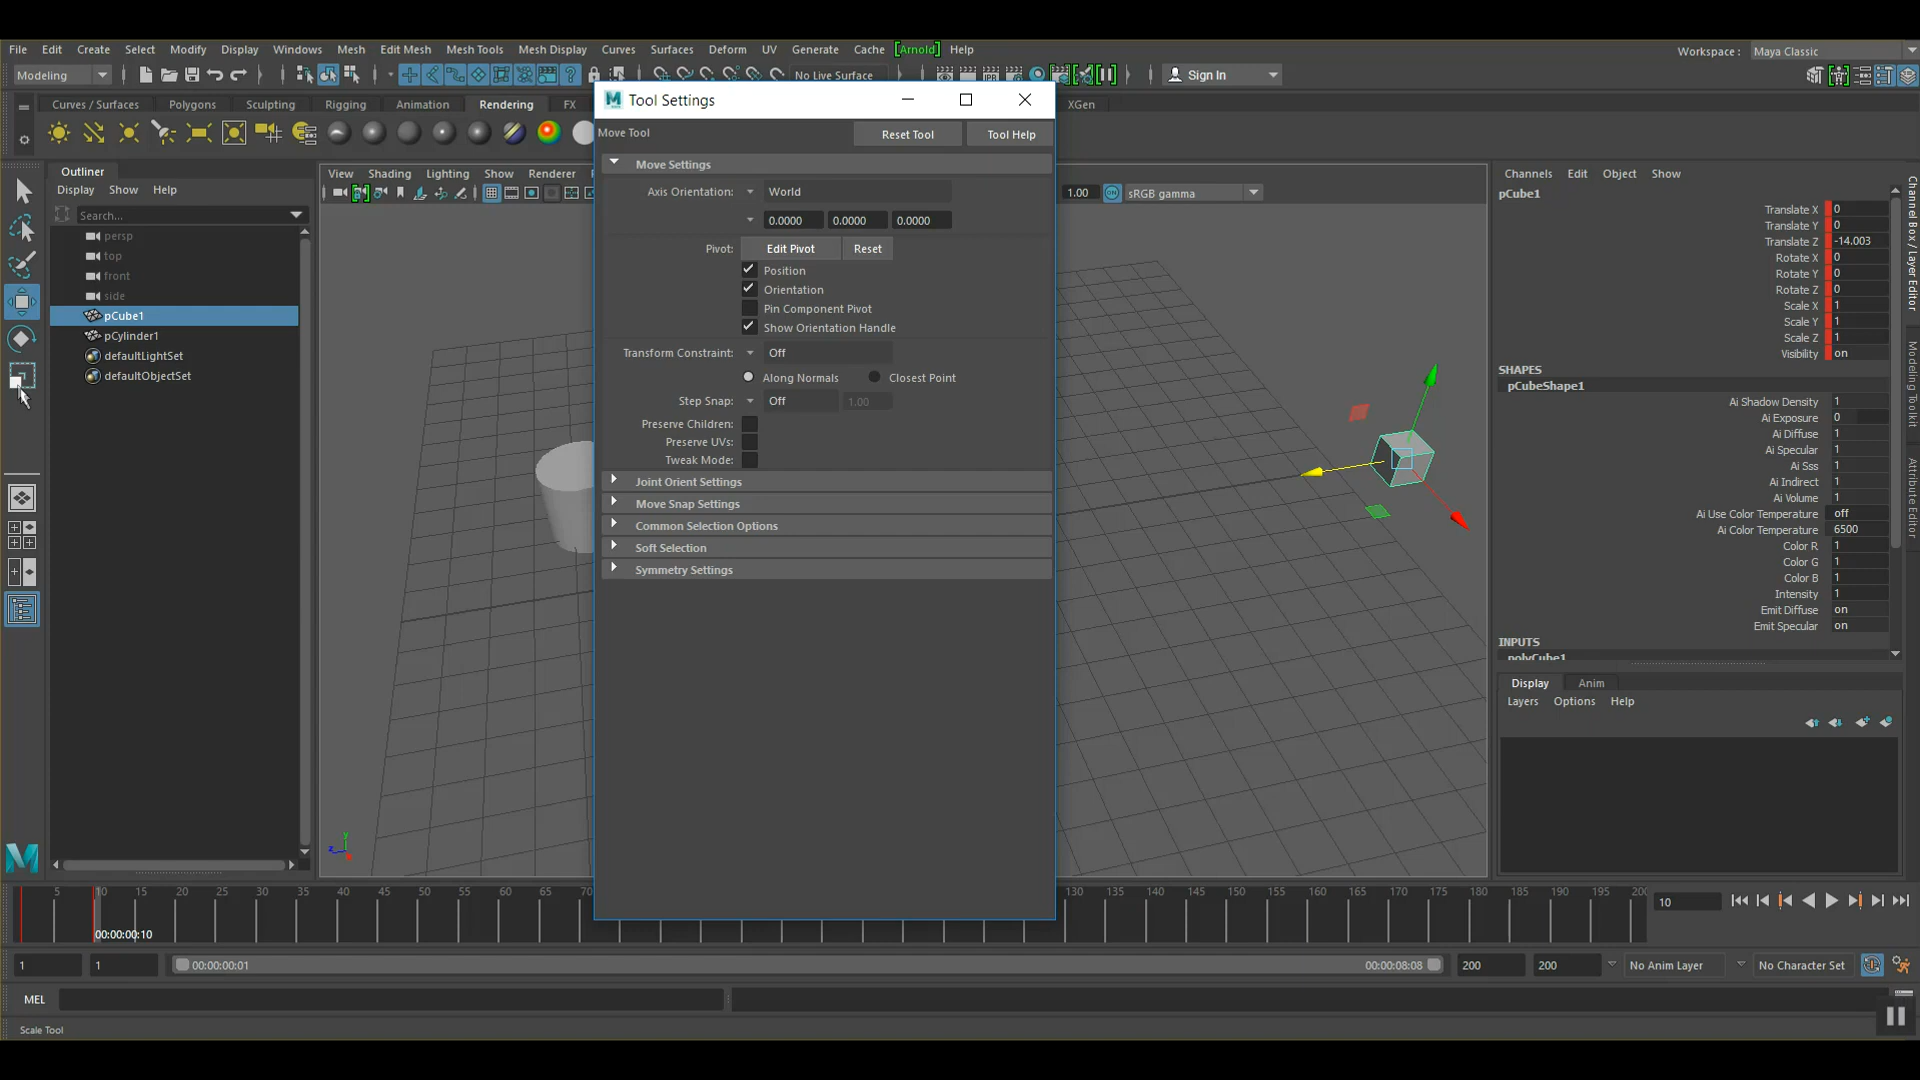 File Edit Create Select Modify Display Windows Mesh Edit Mesh Mesh Tools Mesh Display Curves Surfaces Deform UV Generate Cache [Arnold] Help
Workspace : Maya Classic
Modeling
No Live Surface
Sign In
Curves / Surfaces Polygons Sculpting Rigging Animation Rendering FX
XGen
Tool Settings
Move Tool
Reset Tool Tool Help
Move Settings
Axis Orientation: World
0.0000 0.0000 0.0000
Pivot: Edit Pivot Reset
Position
Orientation
Pin Component Pivot
Show Orientation Handle
Transform Constraint: Off
Along Normals Closest Point
Step Snap: Off 1.00
Preserve Children:
Preserve UVs:
Tweak Mode:
Joint Orient Settings
Move Snap Settings
Common Selection Options
Soft Selection
Symmetry Settings
Outliner
Display Show Help
Search...
persp
top
front
side
pCube1
pCylinder1
defaultLightSet
defaultObjectSet
View Shading Lighting Show Renderer
1.00 ON sRGB gamma
y
z
Channels Edit Object Show
pCube1
Translate X 0
Translate Y 0
Translate Z -14.003
Rotate X 0
Rotate Y 0
Rotate Z 0
Scale X 1
Scale Y 1
Scale Z 1
Visibility on
SHAPES
pCubeShape1
Ai Shadow Density 1
Ai Exposure 0
Ai Diffuse 1
Ai Specular 1
Ai Sss 1
Ai Indirect 1
Ai Volume 1
Ai Use Color Temperature off
Ai Color Temperature 6500
Color R 1
Color G 1
Color B 1
Intensity 1
Emit Diffuse on
Emit Specular on
INPUTS
polyCube1
Channel Box / Layer Editor
Modeling Toolkit
Attribute Editor
Display Anim
Layers Options Help
5 10 15 20 25 30 35 40 45 50 55 60 65 70
130 135 140 145 150 155 160 165 170 175 180 185 190 195 200
00:00:00:10
10
1 1 00:00:00:01 00:00:08:08 200 200 No Anim Layer No Character Set
MEL
Scale Tool